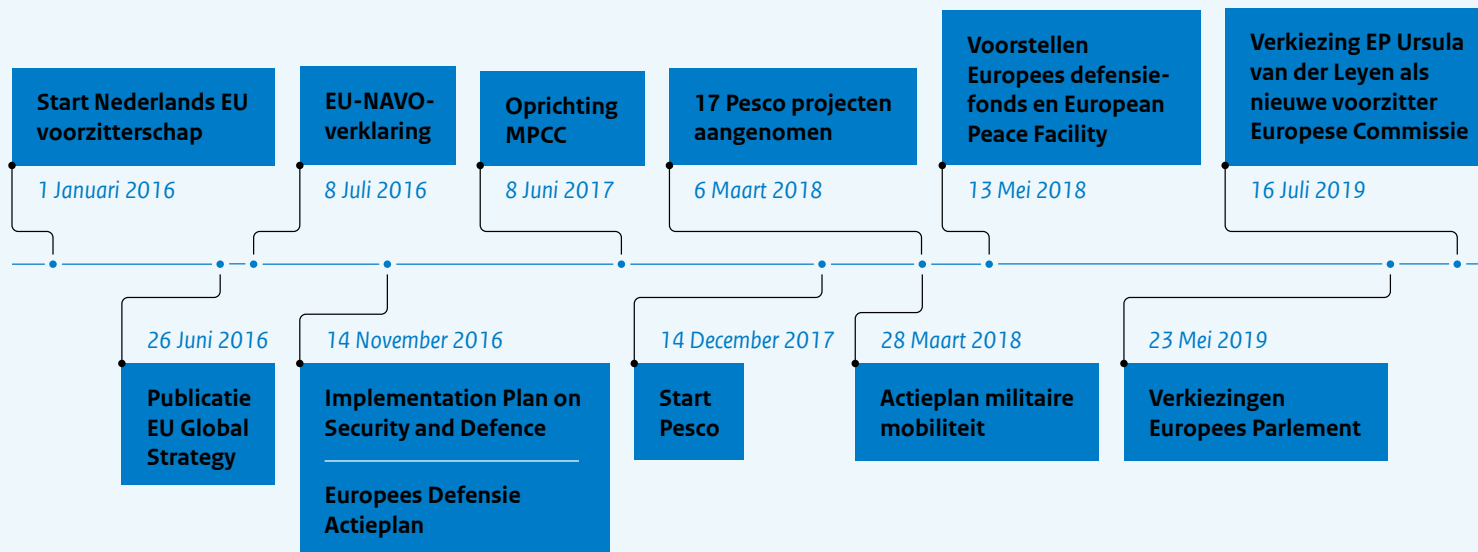 Start Nederlands EU
voorzitterschap
1 Januari 2016
EU-NAVO-
verklaring
8 Juli 2016
Oprichting
MPCC
8 Juni 2017
17 Pesco projecten
aangenomen
6 Maart 2018
Voorstellen
Europees defensie-
fonds en European
Peace Facility
13 Mei 2018
Verkiezing EP Ursula
van der Leyen als
nieuwe voorzitter
Europese Commissie
16 Juli 2019
26 Juni 2016
Publicatie
EU Global
Strategy
14 November 2016
Implementation Plan on
Security and Defence
Europees Defensie
Actieplan
14 December 2017
Start
Pesco
28 Maart 2018
Actieplan militaire
mobiliteit
23 Mei 2019
Verkiezingen
Europees Parlement